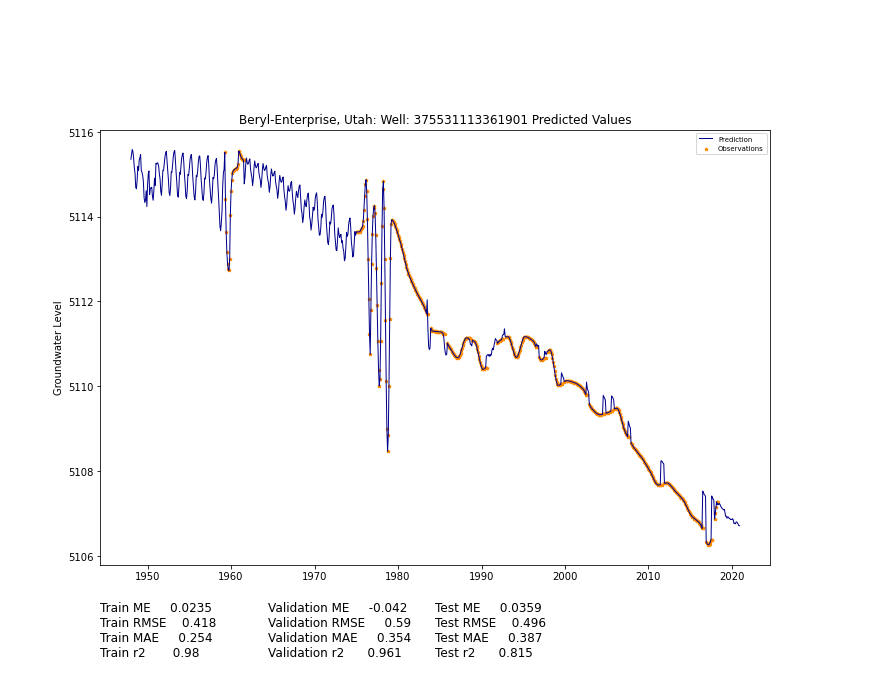 Beryl-Enterprise, Utah: Well: 375531113361901 Predicted Values
Prediction
Observations
5116
5114
5112
5110
5108
5106
Groundwater Level
1950 1960 1970 1980 1990 2000 2010 2020
Train ME 0.0235 Validation ME -0.042 Test ME 0.0359
Train RMSE 0.418 Validation RMSE 0.59 Test RMSE 0.496
Train MAE 0.254 Validation MAE 0.354 Test MAE 0.387
Train r2 0.98 Validation r2 0.961 Test r2 0.815